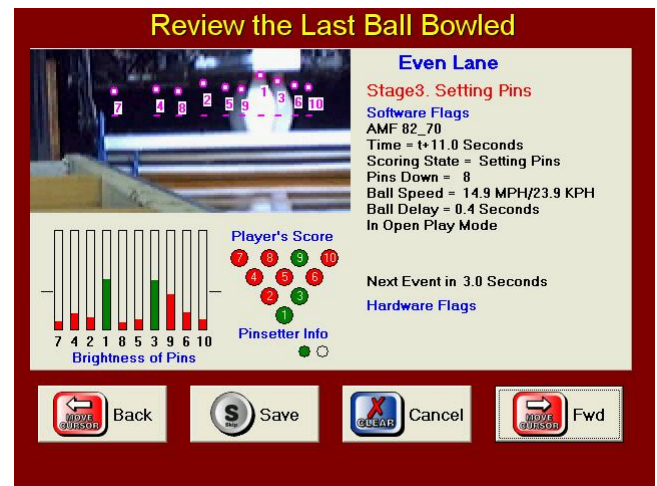 Review the Last Ball Bowled
7 4 8 2 5 9 1 3 6 10
Even Lane
Stage3. Setting Pins
Software Flags
AMF 82_70
Time = t+11.0 Seconds
Scoring State = Setting Pins
Pins Down = 8
Ball Speed = 14.9 MPH/23.9 KPH
Ball Delay = 0.4 Seconds
In Open Play Mode
Next Event in 3.0 Seconds
Hardware Flags
7 4 2 1 8 5 3 9 6 10
Brightness of Pins
Player's Score
7 8 9 10
4 5 6
2 3
1
Pinsetter Info
MOVE CURSOR Back
S Skip Save
X CLEAR Cancel
MOVE CURSOR Fwd